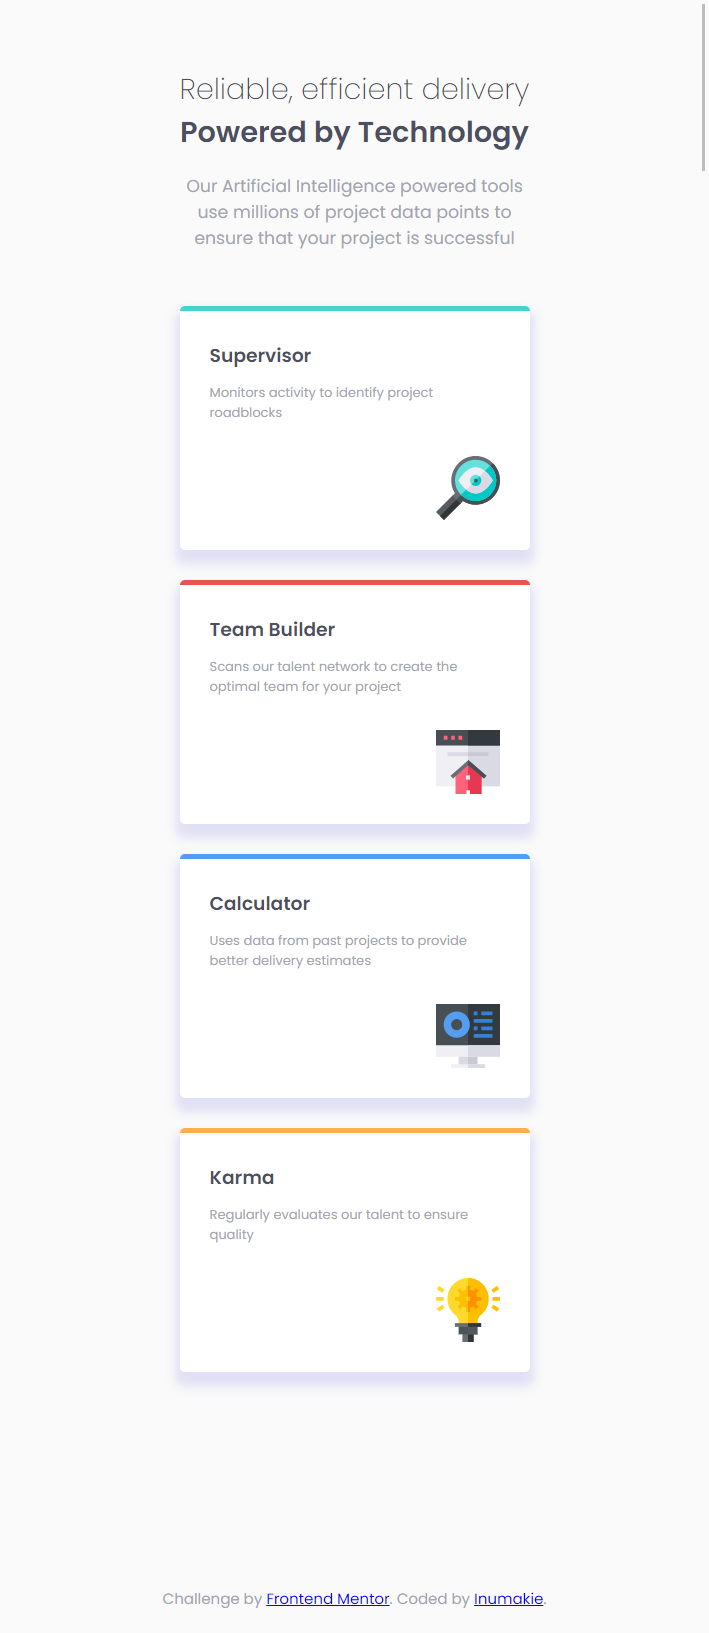 Reliable, efficient delivery
Powered by Technology
Our Artificial Intelligence powered tools
use millions of project data points to
ensure that your project is successful
Supervisor
Monitors activity to identify project
roadblocks
Team Builder
Scans our talent network to create the
optimal team for your project
Calculator
Uses data from past projects to provide
better delivery estimates
Karma
Regularly evaluates our talent to ensure
quality
Challenge by Frontend Mentor. Coded by Inumakie.